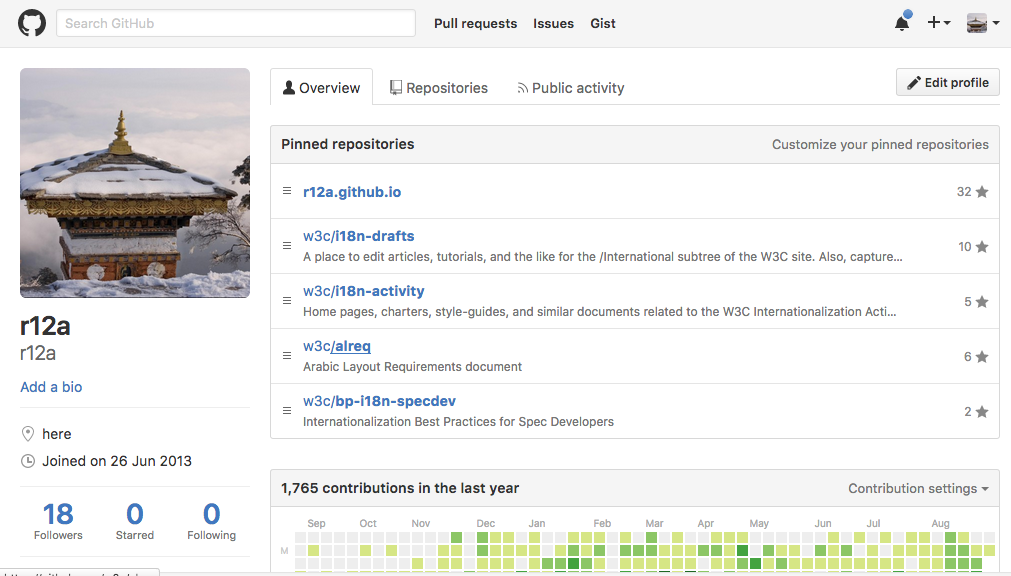 Search GitHub
Pull requests
Issues
Gist
Overview
Repositories
Public activity
Edit profile
Pinned repositories
Customize your pinned repositories
r12a.github.io
32
w3c/i18n-drafts
A place to edit articles, tutorials, and the like for the /International subtree of the W3C site. Also, capture...
10
w3c/i18n-activity
Home pages, charters, style-guides, and similar documents related to the W3C Internationalization Acti...
5
w3c/alreq
Arabic Layout Requirements document
6
w3c/bp-i18n-specdev
Internationalization Best Practices for Spec Developers
2
r12a
r12a
Add a bio
here
Joined on 26 Jun 2013
18
Followers
0
Starred
0
Following
1,765 contributions in the last year
Contribution settings
Sep Oct Nov Dec Jan Feb Mar Apr May Jun Jul Aug
M